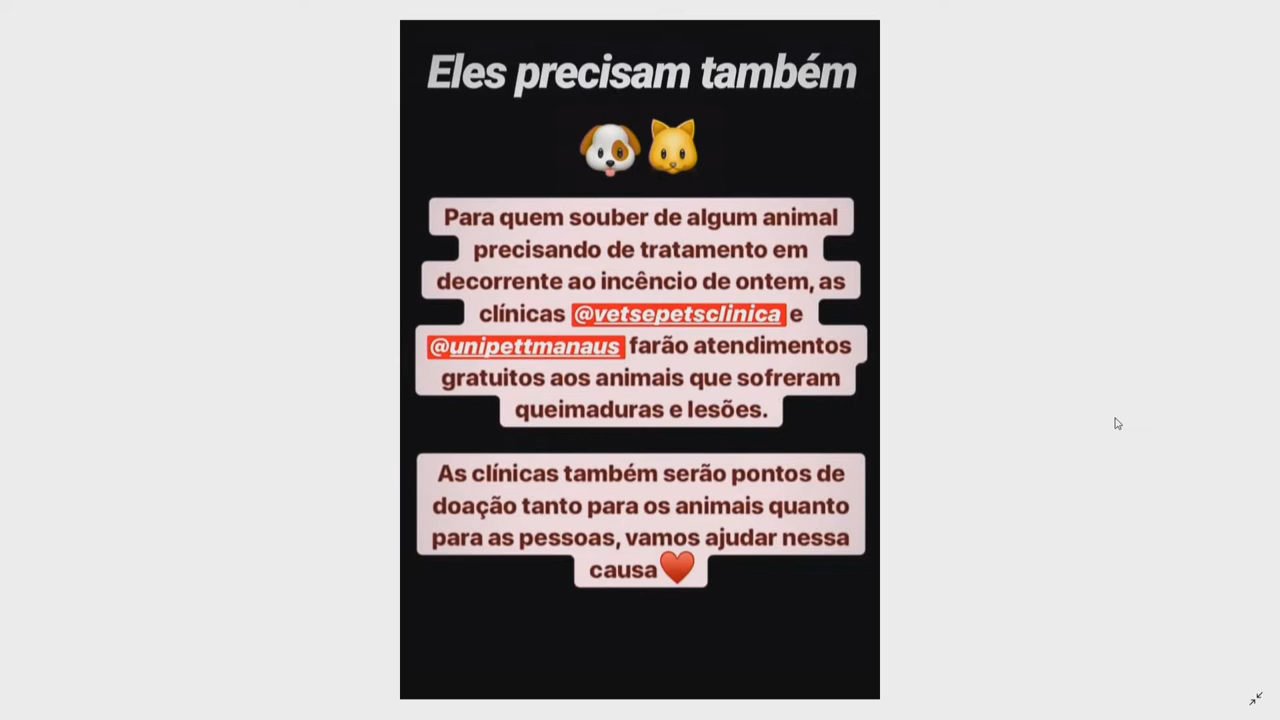 Eles precisam também
🐶🐱
Para quem souber de algum animal
precisando de tratamento em
decorrente ao incêncio de ontem, as
clínicas @vetsepetsclinica e
@unipettmanaus farão atendimentos
gratuitos aos animais que sofreram
queimaduras e lesões.
As clínicas também serão pontos de
doação tanto para os animais quanto
para as pessoas, vamos ajudar nessa
causa♥️